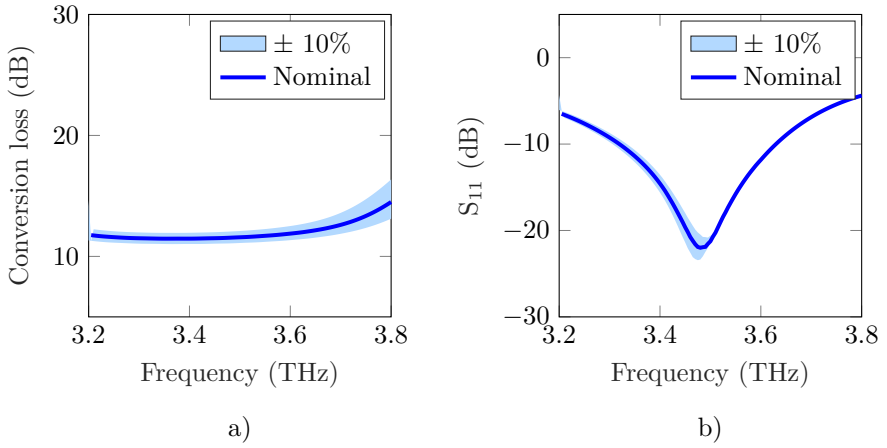 Conversion loss (dB)
30
20
10
3.2
3.4
3.6
3.8
Frequency (THz)
± 10%
Nominal
a)
S11 (dB)
0
−10
−20
−30
3.2
3.4
3.6
3.8
Frequency (THz)
± 10%
Nominal
b)